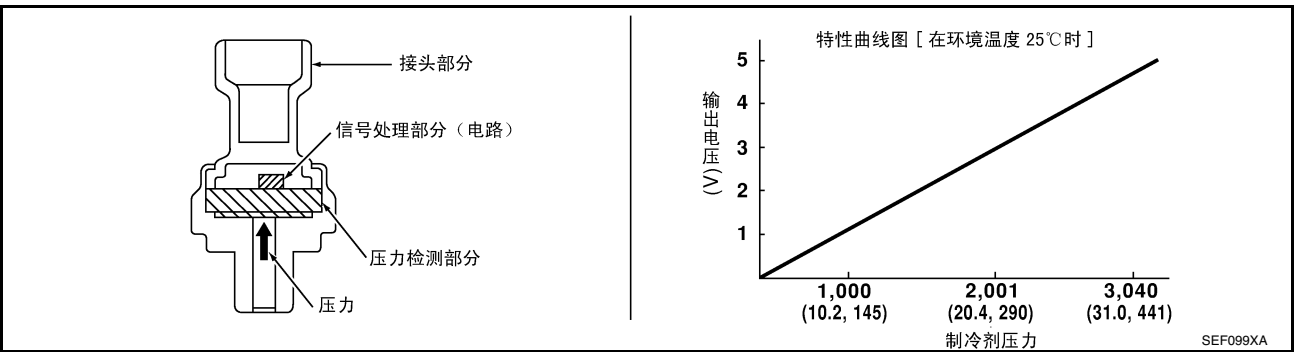 接头部分
信号处理部分（电路）
压力检测部分
压力
特性曲线图 [ 在环境温度 25℃时 ]
输出电压(V)
5
4
3
2
1
1,000 2,001 3,040
(10.2, 145) (20.4, 290) (31.0, 441)
制冷剂压力
SEF099XA